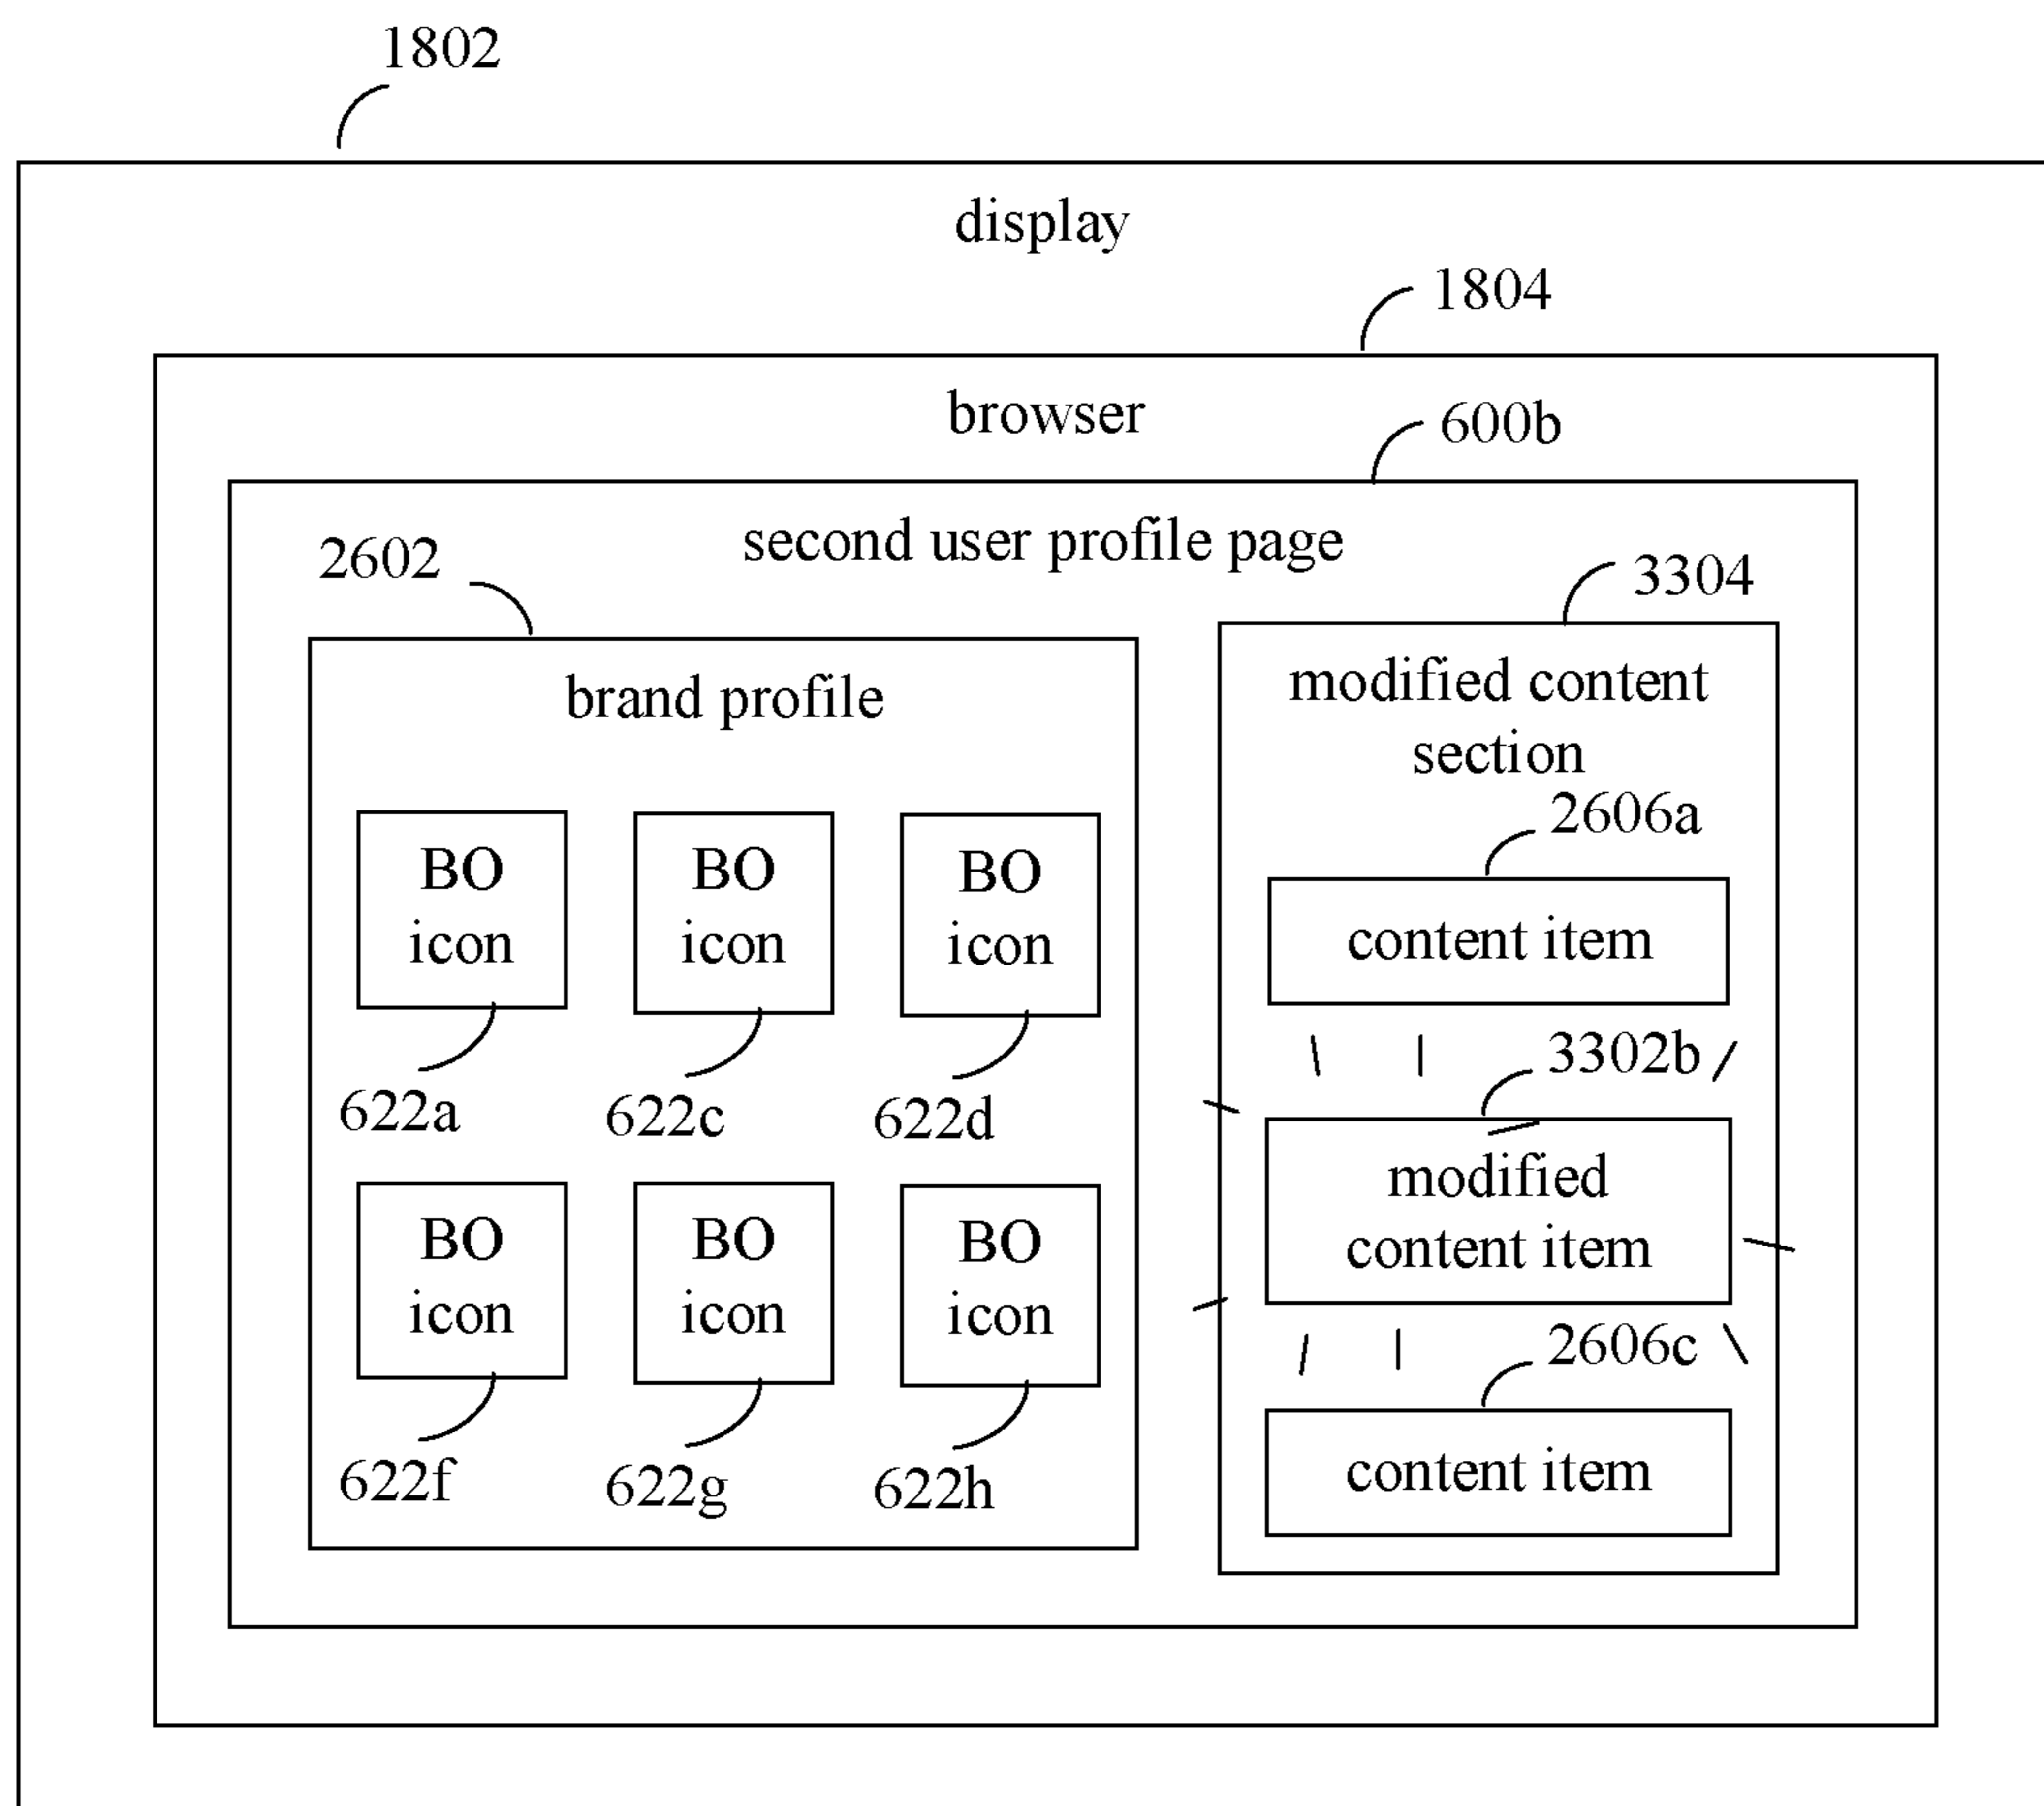 1802
display
1804
browser
600b
second user profile page
2602
3304
brand profile
modified content
section
2606a
BO
icon
BO
icon
BO
icon
content item
622a
622c
622d
3302b
modified
content item
BO
icon
BO
icon
BO
icon
2606c
content item
622f
622g
622h